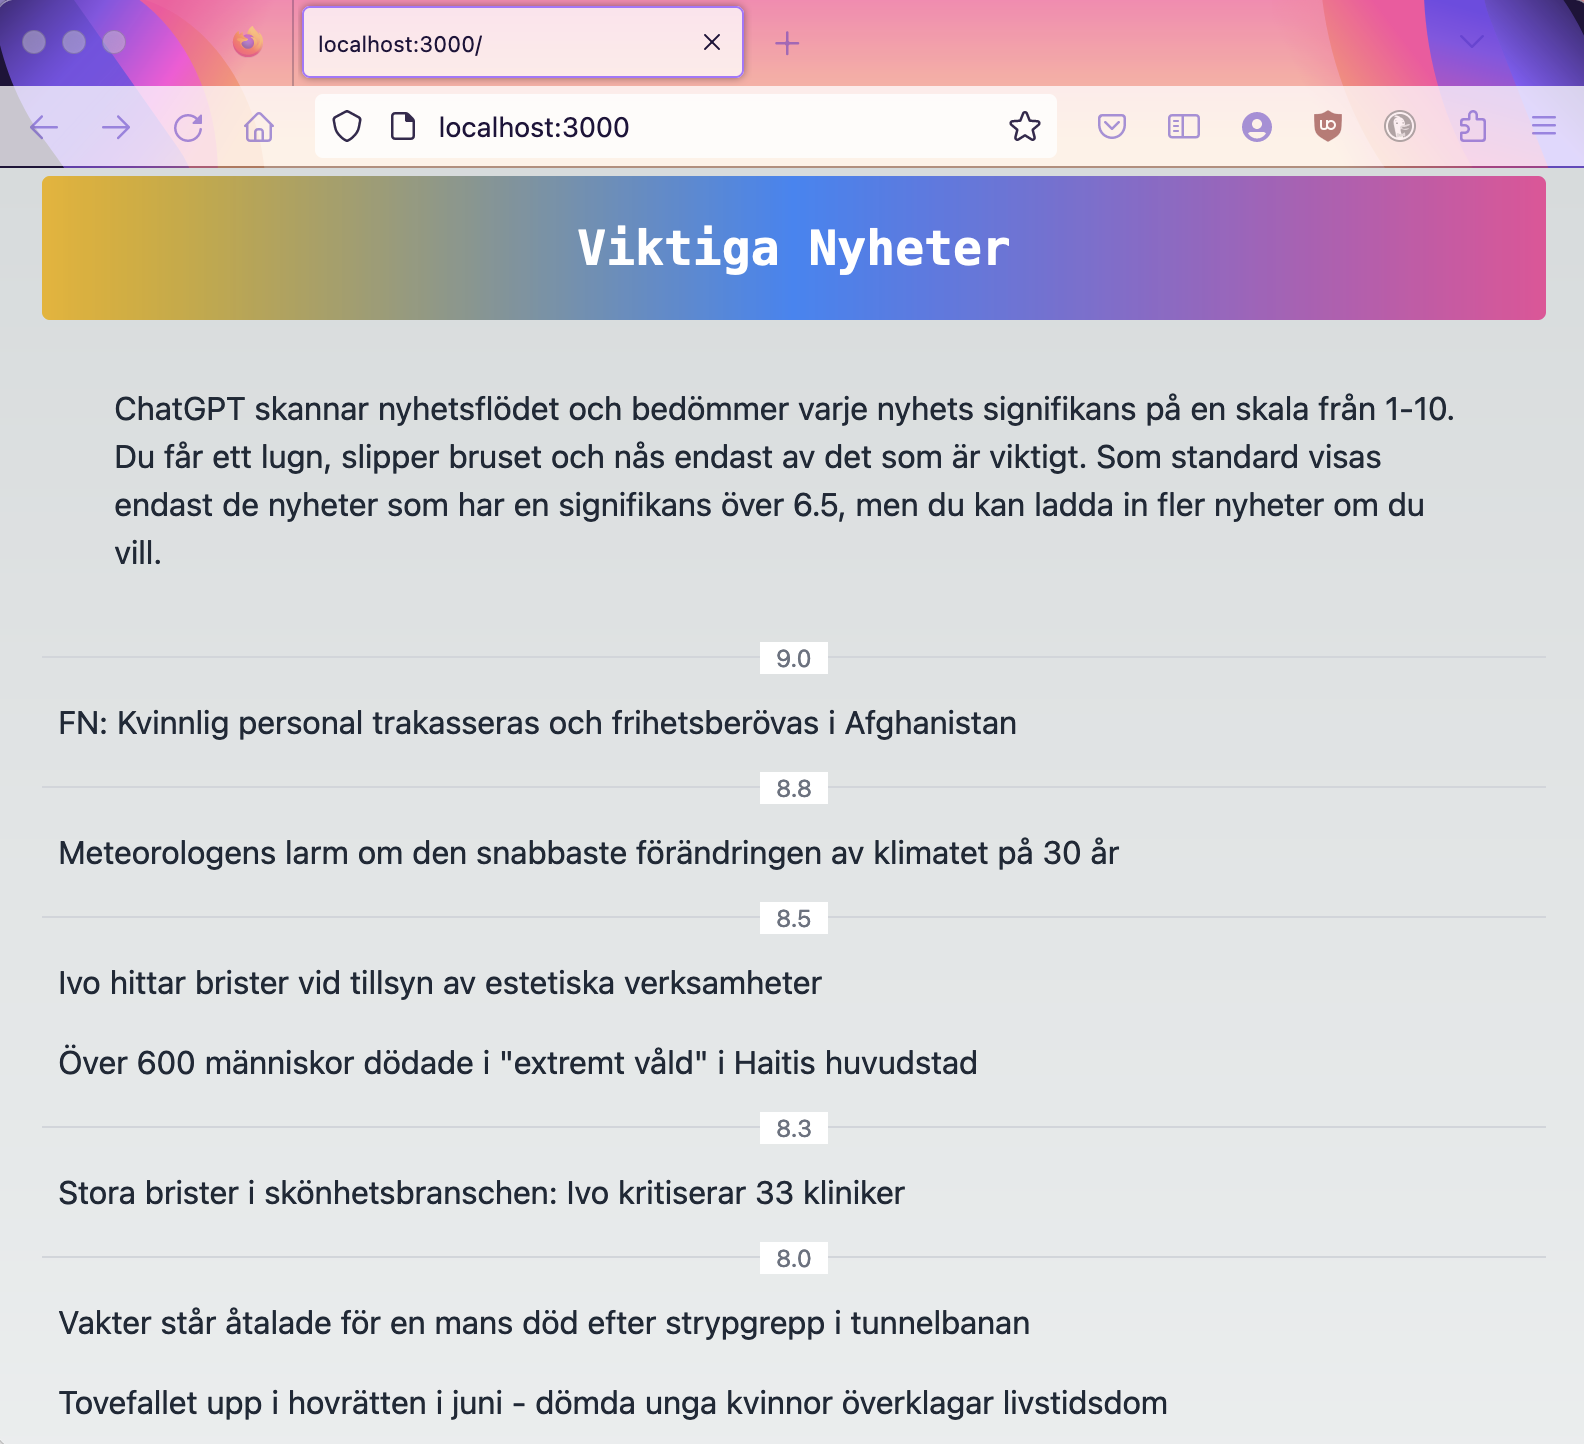 localhost:3000/
localhost:3000
Viktiga Nyheter
ChatGPT skannar nyhetsflödet och bedömmer varje nyhets signifikans på en skala från 1-10.
Du får ett lugn, slipper bruset och nås endast av det som är viktigt. Som standard visas
endast de nyheter som har en signifikans över 6.5, men du kan ladda in fler nyheter om du
vill.
9.0
FN: Kvinnlig personal trakasseras och frihetsberövas i Afghanistan
8.8
Meteorologens larm om den snabbaste förändringen av klimatet på 30 år
8.5
Ivo hittar brister vid tillsyn av estetiska verksamheter
Över 600 människor dödade i "extremt våld" i Haitis huvudstad
8.3
Stora brister i skönhetsbranschen: Ivo kritiserar 33 kliniker
8.0
Vakter står åtalade för en mans död efter strypgrepp i tunnelbanan
Tovefallet upp i hovrätten i juni - dömda unga kvinnor överklagar livstidsdom